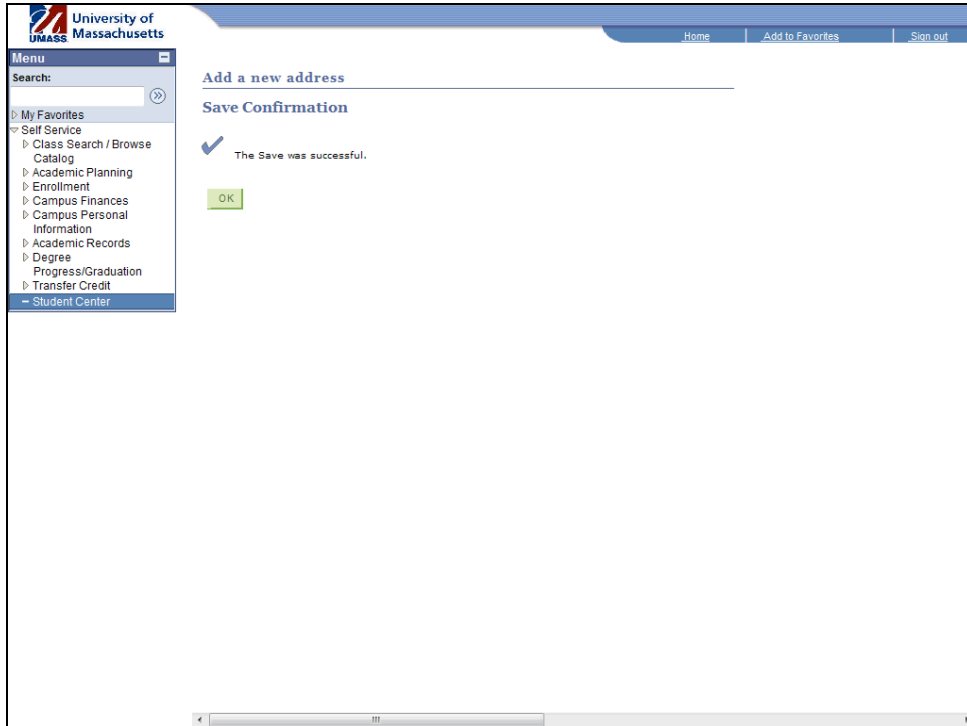 University of
Massachusetts
UMASS
Home
Add to Favorites
Sign out
Menu
Search:
My Favorites
Self Service
Class Search / Browse
Catalog
Academic Planning
Enrollment
Campus Finances
Campus Personal
Information
Academic Records
Degree
Progress/Graduation
Transfer Credit
Student Center
Add a new address
Save Confirmation
The Save was successful.
OK